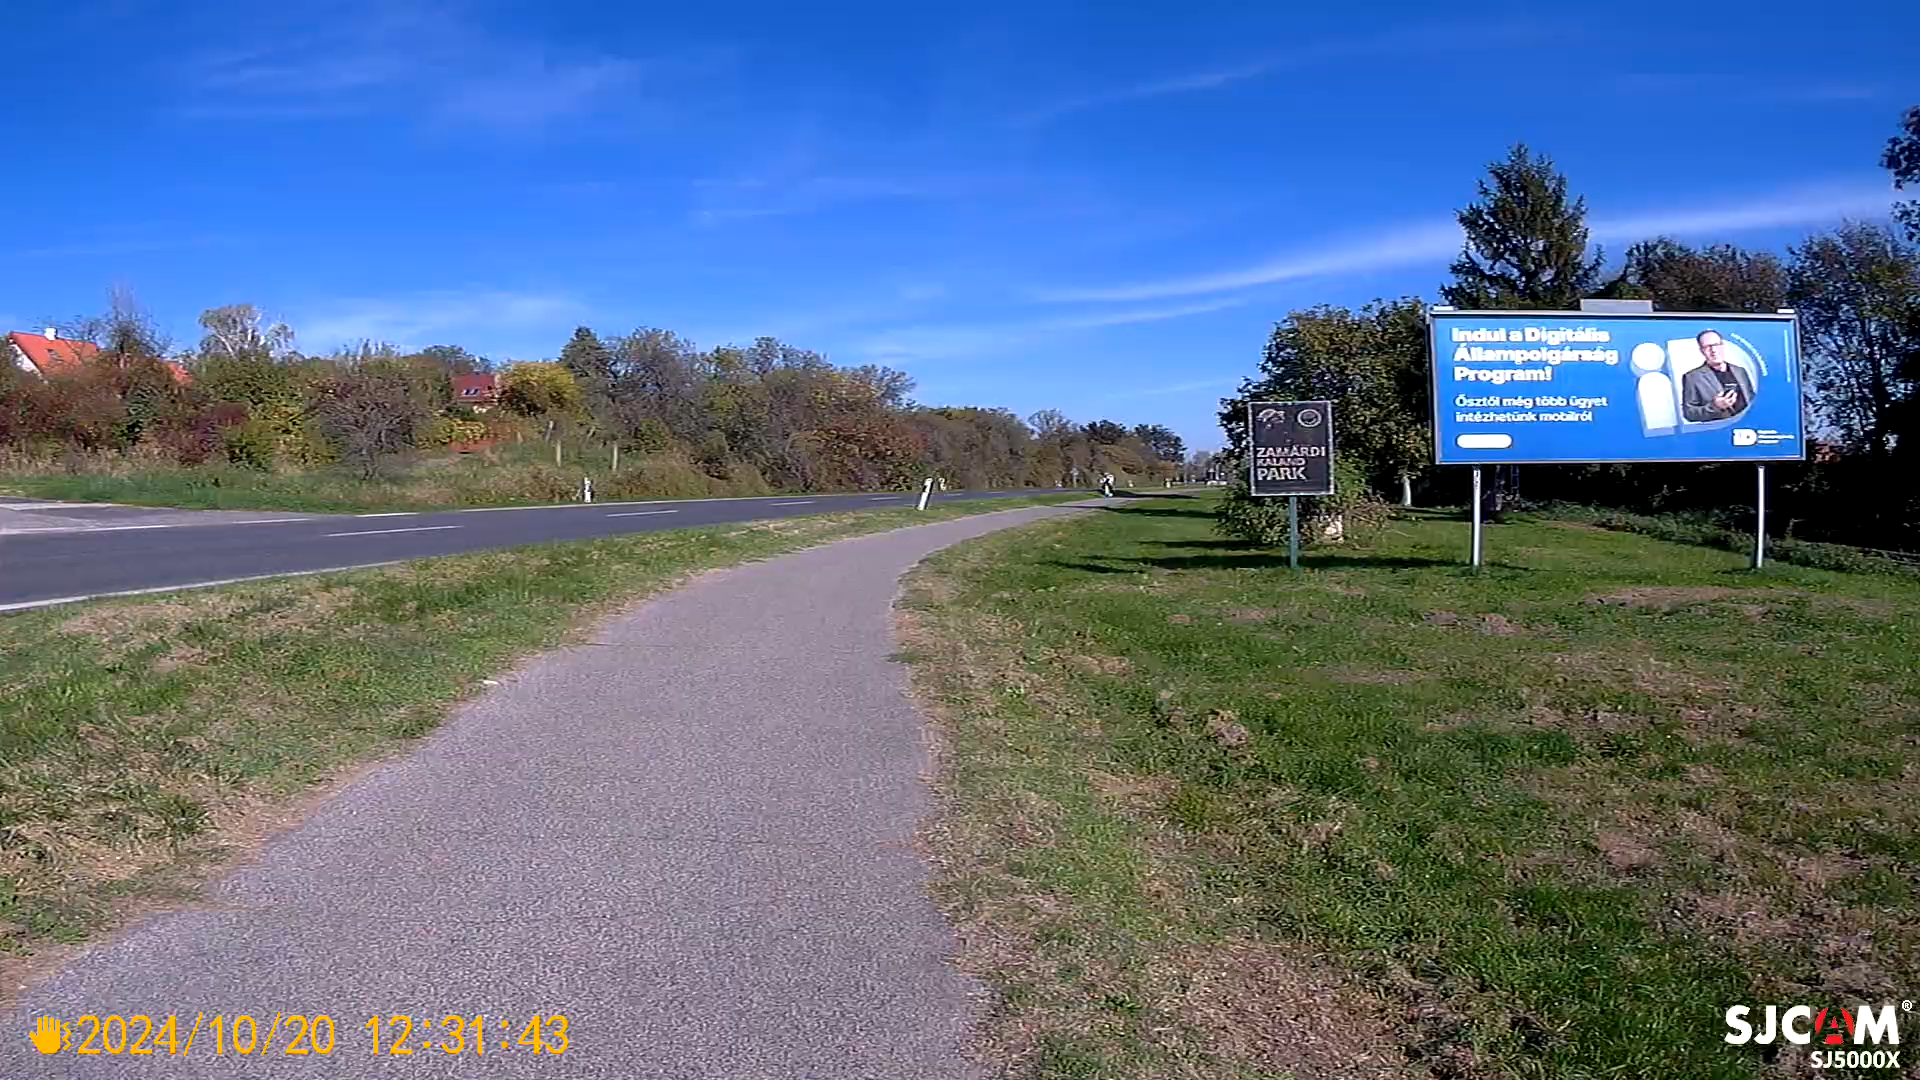 Indul a Digitális
Állampolgárság
Program!
Ősztől még több ügyet
intézhetünk mobilról
ZAMÁRDI
KALAND
PARK
2024/10/20 12:31:43
SJCAM®
SJ5000X